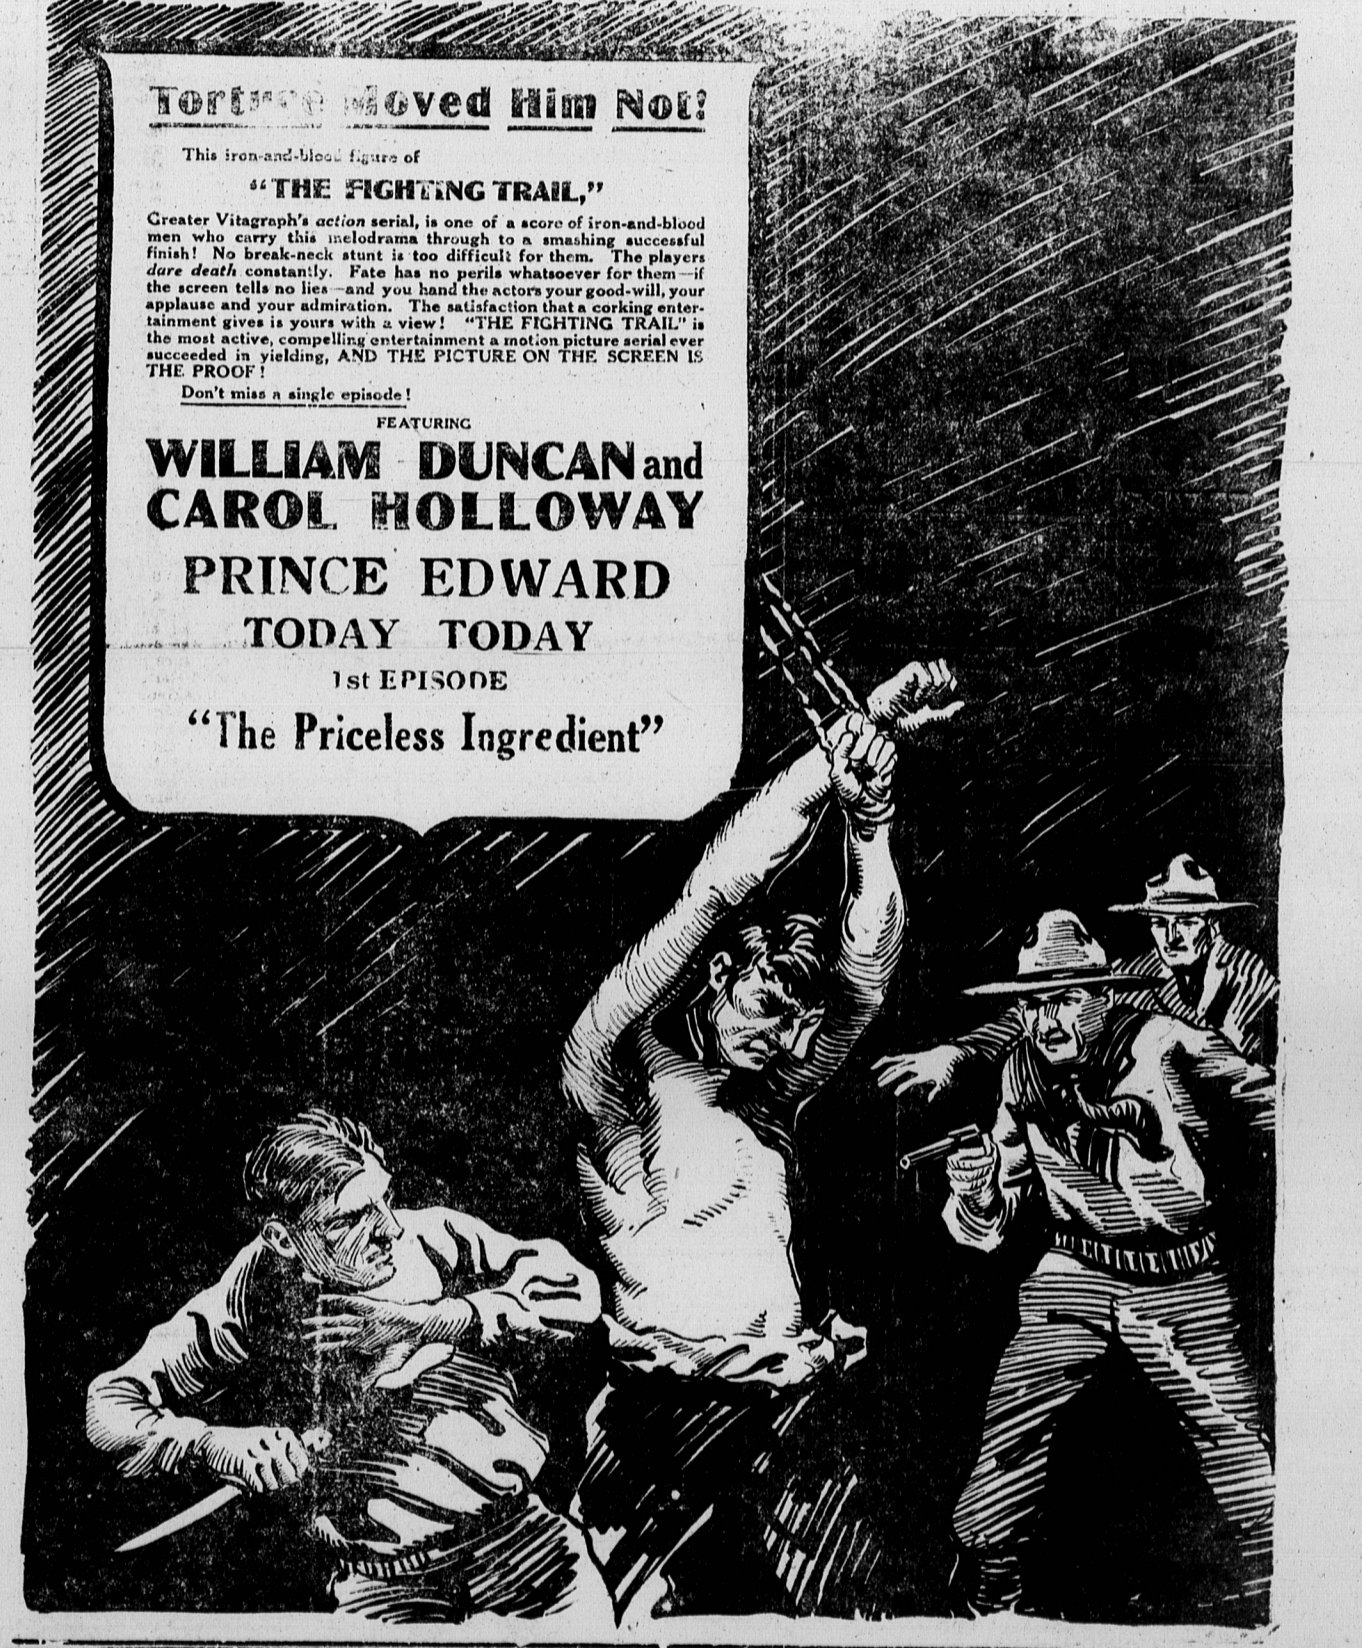 Torture Moved Him Not!
This iron-and-blood figure of
"THE FIGHTING TRAIL,"
Greater Vitagraph's action serial, is one of a score of iron-and-blood
men who carry this melodrama through to a smashing successful
finish! No break-neck stunt is too difficult for them. The players
dare death constantly. Fate has no perils whatsoever for them—if
the screen tells no lies—and you hand the actors your good-will, your
applause and your admiration. The satisfaction that a corking enter-
tainment gives is yours with a view! "THE FIGHTING TRAIL" is
the most active, compelling entertainment a motion picture serial ever
succeeded in yielding, AND THE PICTURE ON THE SCREEN IS
THE PROOF!
Don't miss a single episode!
FEATURING
WILLIAM DUNCAN and
CAROL HOLLOWAY
PRINCE EDWARD
TODAY TODAY
1st EPISODE
"The Priceless Ingredient"